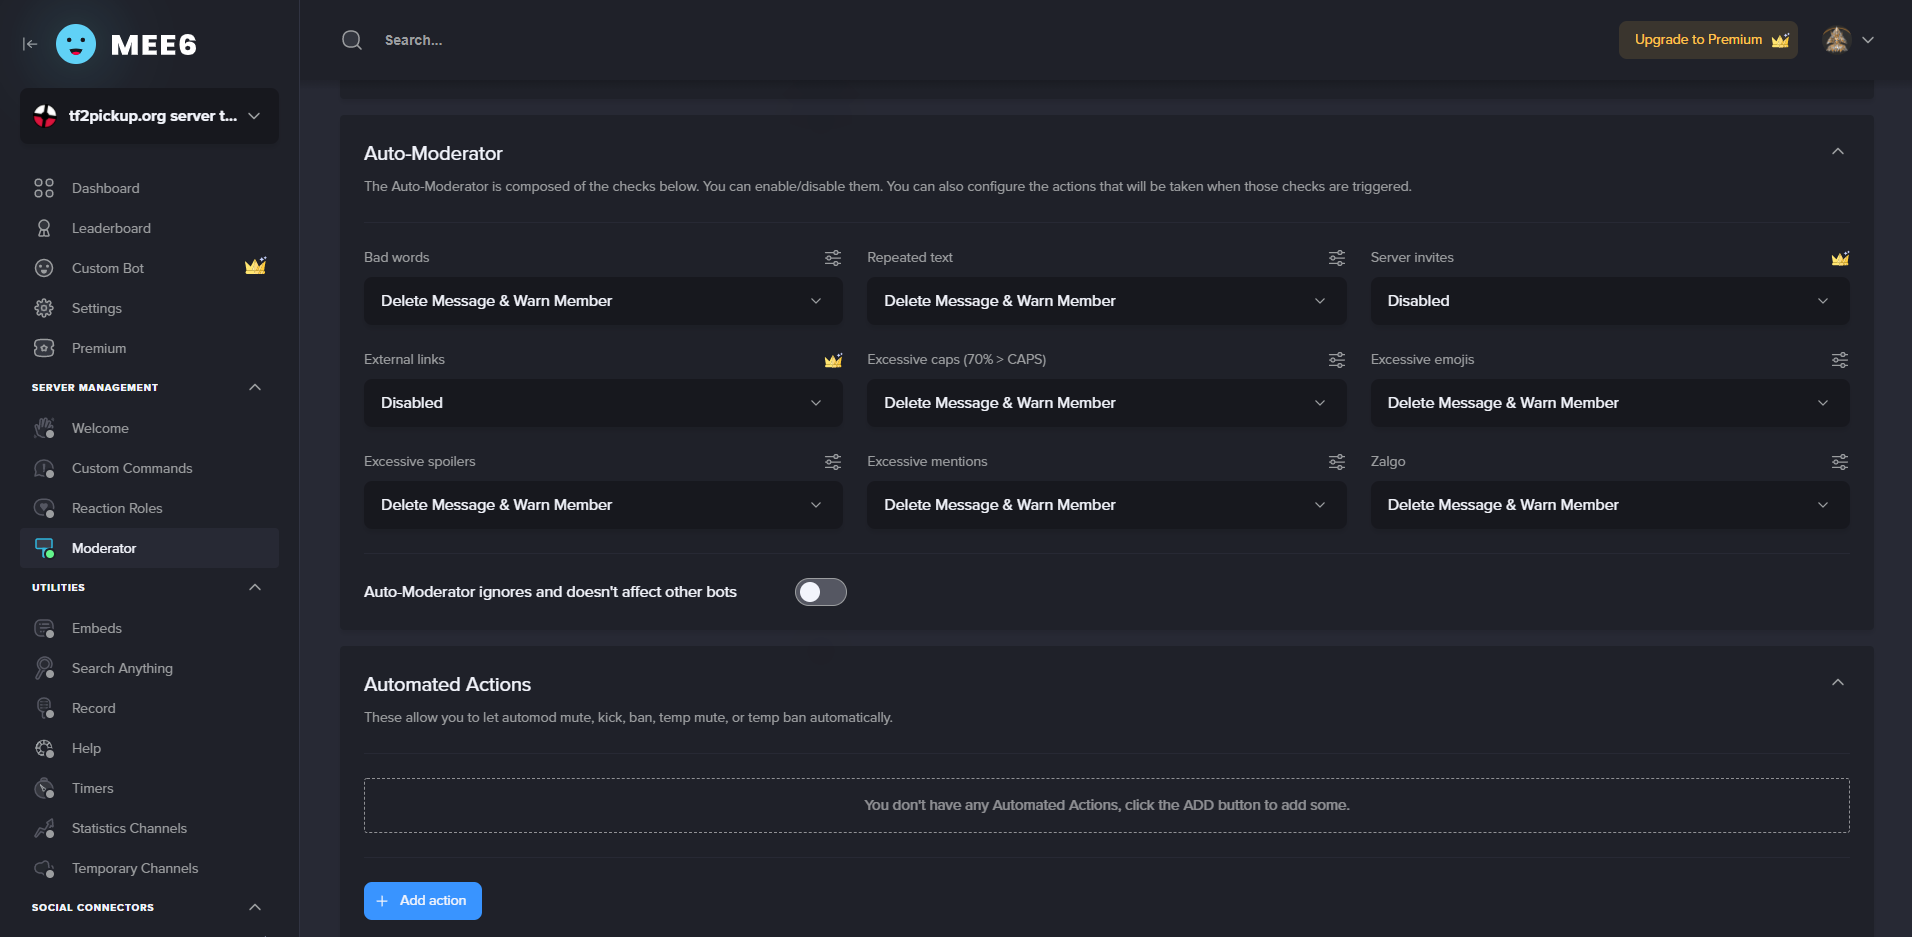 MEE6
Search...
Upgrade to Premium
tf2pickup.org server t...
Dashboard
Leaderboard
Custom Bot
Settings
Premium
SERVER MANAGEMENT
Welcome
Custom Commands
Reaction Roles
Moderator
UTILITIES
Embeds
Search Anything
Record
Help
Timers
Statistics Channels
Temporary Channels
SOCIAL CONNECTORS
Auto-Moderator
The Auto-Moderator is composed of the checks below. You can enable/disable them. You can also configure the actions that will be taken when those checks are triggered.
Bad words
Delete Message & Warn Member
Repeated text
Delete Message & Warn Member
Server invites
Disabled
External links
Disabled
Excessive caps (70% > CAPS)
Delete Message & Warn Member
Excessive emojis
Delete Message & Warn Member
Excessive spoilers
Delete Message & Warn Member
Excessive mentions
Delete Message & Warn Member
Zalgo
Delete Message & Warn Member
Auto-Moderator ignores and doesn't affect other bots
Automated Actions
These allow you to let automod mute, kick, ban, temp mute, or temp ban automatically.
You don't have any Automated Actions, click the ADD button to add some.
+ Add action